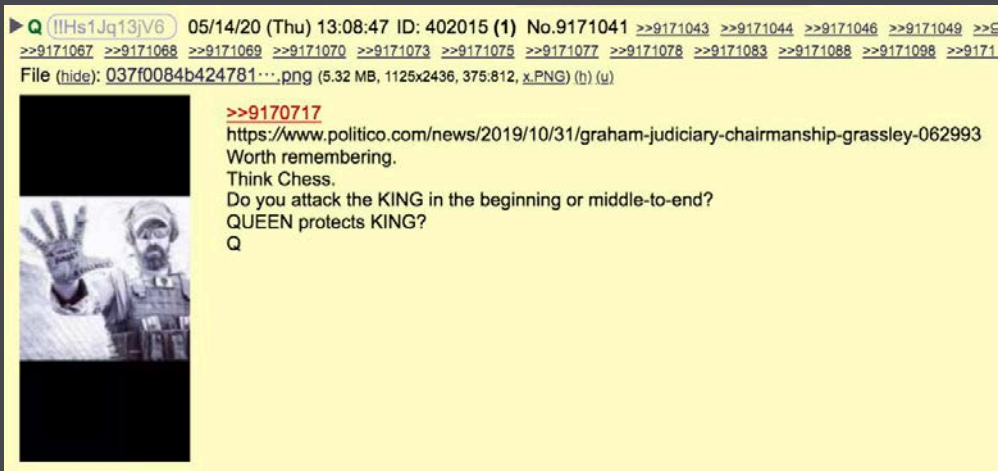 ▶Q (!!Hs1Jq13jV6) 05/14/20 (Thu) 13:08:47 ID: 402015 (1) No.9171041 >>9171043 >>9171044 >>9171046 >>9171049
>>9171067 >>9171068 >>9171069 >>9171070 >>9171073 >>9171075 >>9171077 >>9171078 >>9171083 >>9171088 >>9171098
File (hide): 037f0084b424781⋯.png (5.32 MB, 1125x2436, 375:812, x.PNG) (h) (u)
>>9170717
https://www.politico.com/news/2019/10/31/graham-judiciary-chairmanship-grassley-062993
Worth remembering.
Think Chess.
Do you attack the KING in the beginning or middle-to-end?
QUEEN protects KING?
Q